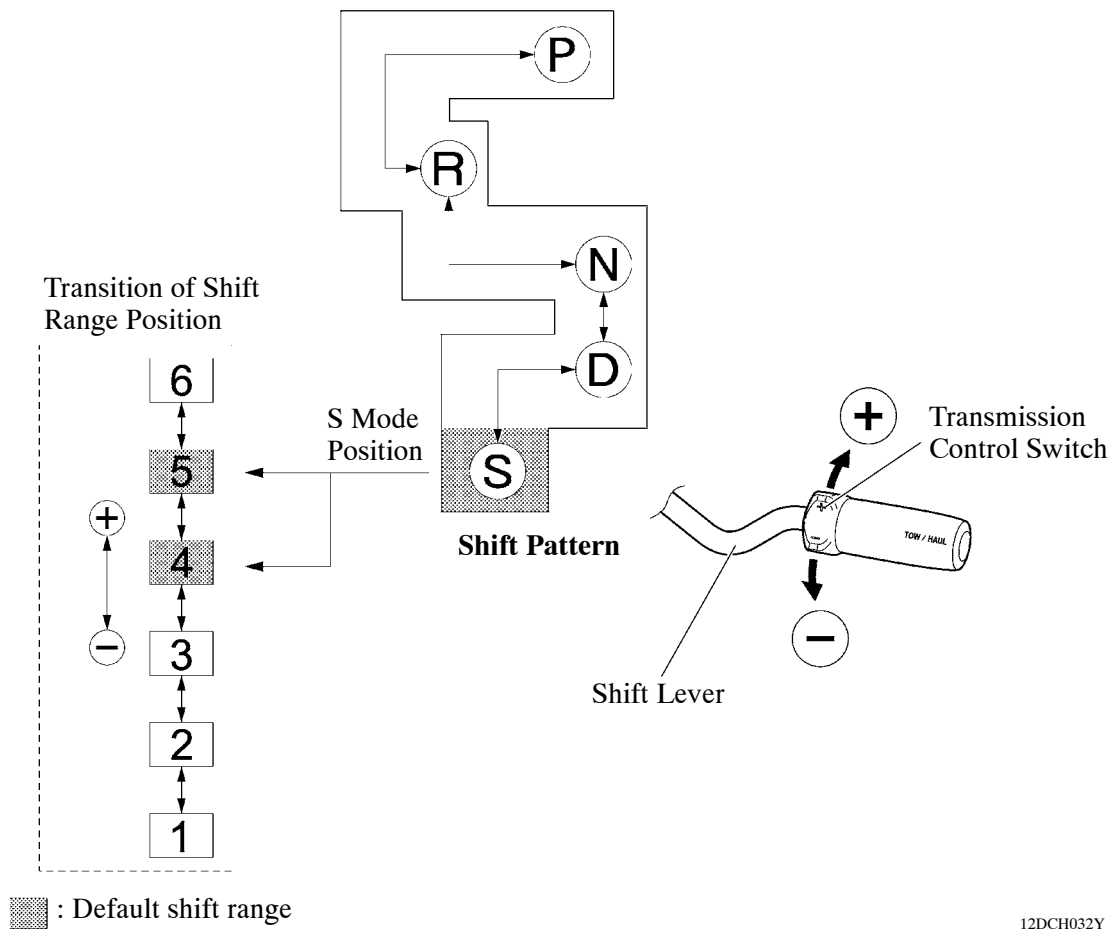 P
R
N
D
S
Transition of Shift
Range Position
6
5
4
3
2
1
+
−
S Mode
Position
Shift Pattern
+
Transmission
Control Switch
TOW / HAUL
−
Shift Lever
: Default shift range
12DCH032Y